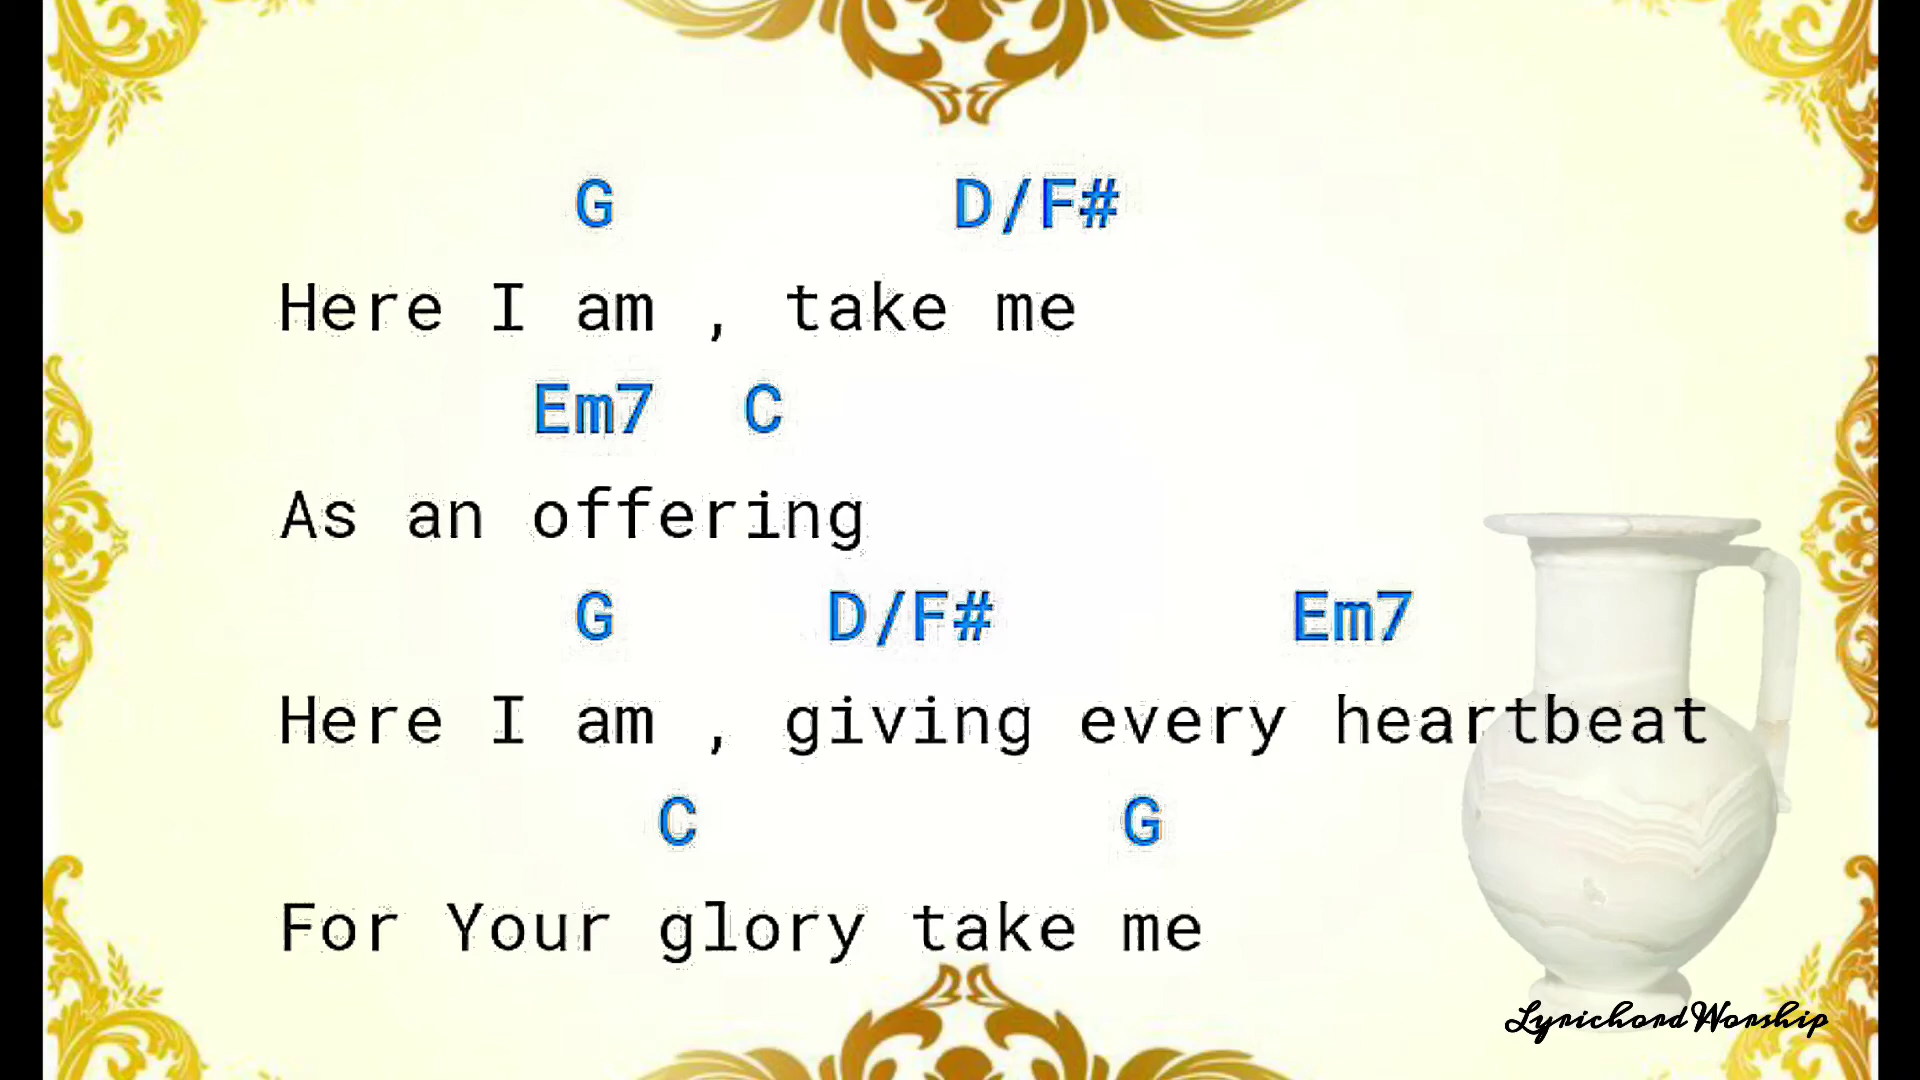 G D/F#
Here I am , take me
Em7 C
As an offering
G D/F# Em7
Here I am , giving every heartbeat
C G
For Your glory take me
LyrichordWorship